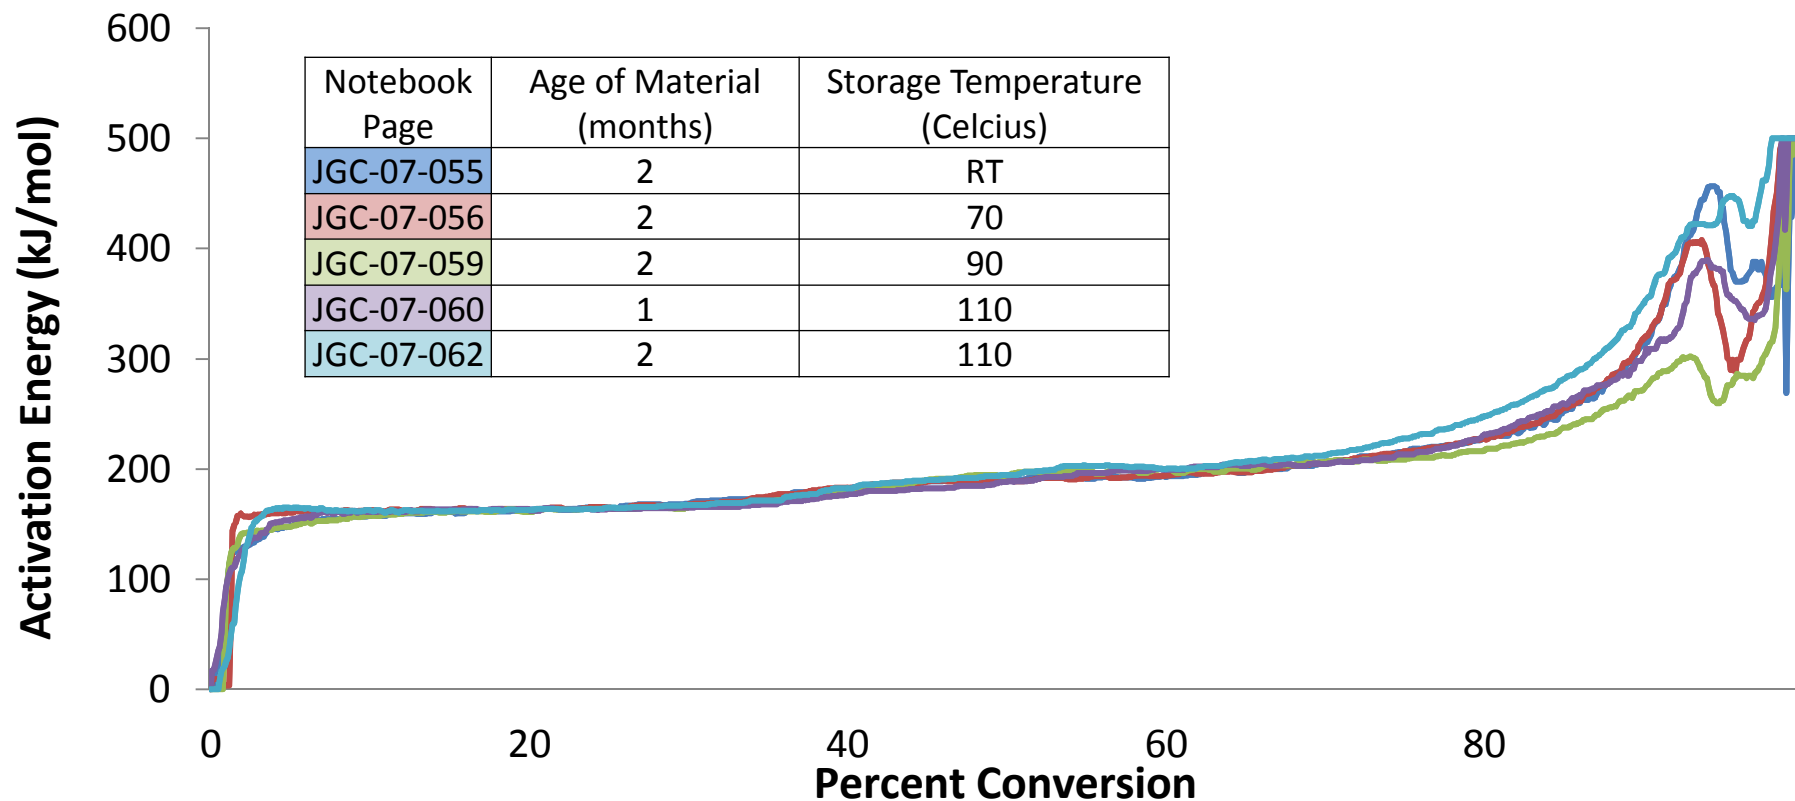 600
500
400
300
200
100
0
Activation Energy (kJ/mol)
Notebook Page Age of Material (months) Storage Temperature (Celcius)
JGC-07-055 2 RT
JGC-07-056 2 70
JGC-07-059 2 90
JGC-07-060 1 110
JGC-07-062 2 110
0 20 40 60 80
Percent Conversion